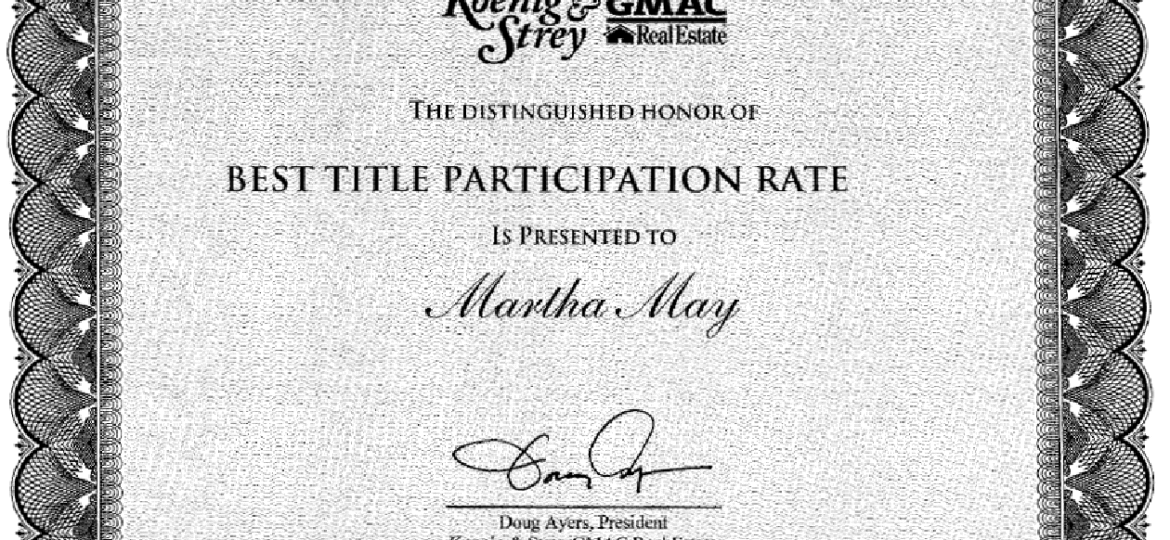 Koenig & GMAC
Strey Real Estate
THE DISTINGUISHED HONOR OF
BEST TITLE PARTICIPATION RATE
IS PRESENTED TO
Martha May
Doug Ayers, President